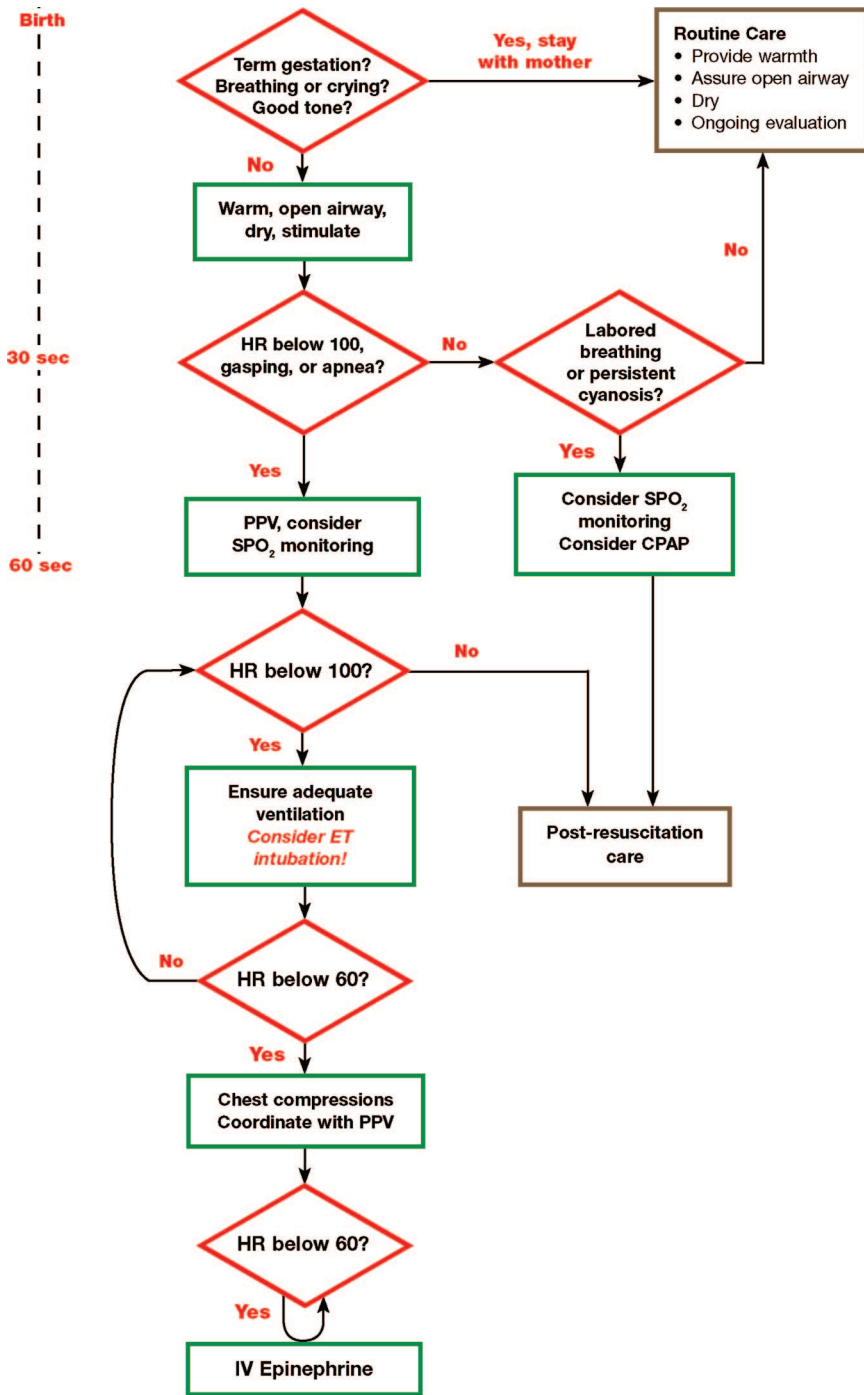 Birth
Term gestation?
Breathing or crying?
Good tone?
Yes, stay
with mother
Routine Care
• Provide warmth
• Assure open airway
• Dry
• Ongoing evaluation
No
Warm, open airway,
dry, stimulate
No
30 sec
HR below 100,
gasping, or apnea?
No
Labored
breathing
or persistent
cyanosis?
Yes
Yes
PPV, consider
SPO₂ monitoring
Consider SPO₂
monitoring
Consider CPAP
60 sec
HR below 100?
No
Yes
Ensure adequate
ventilation
Consider ET
intubation!
Post-resuscitation
care
No
HR below 60?
Yes
Chest compressions
Coordinate with PPV
HR below 60?
Yes
IV Epinephrine